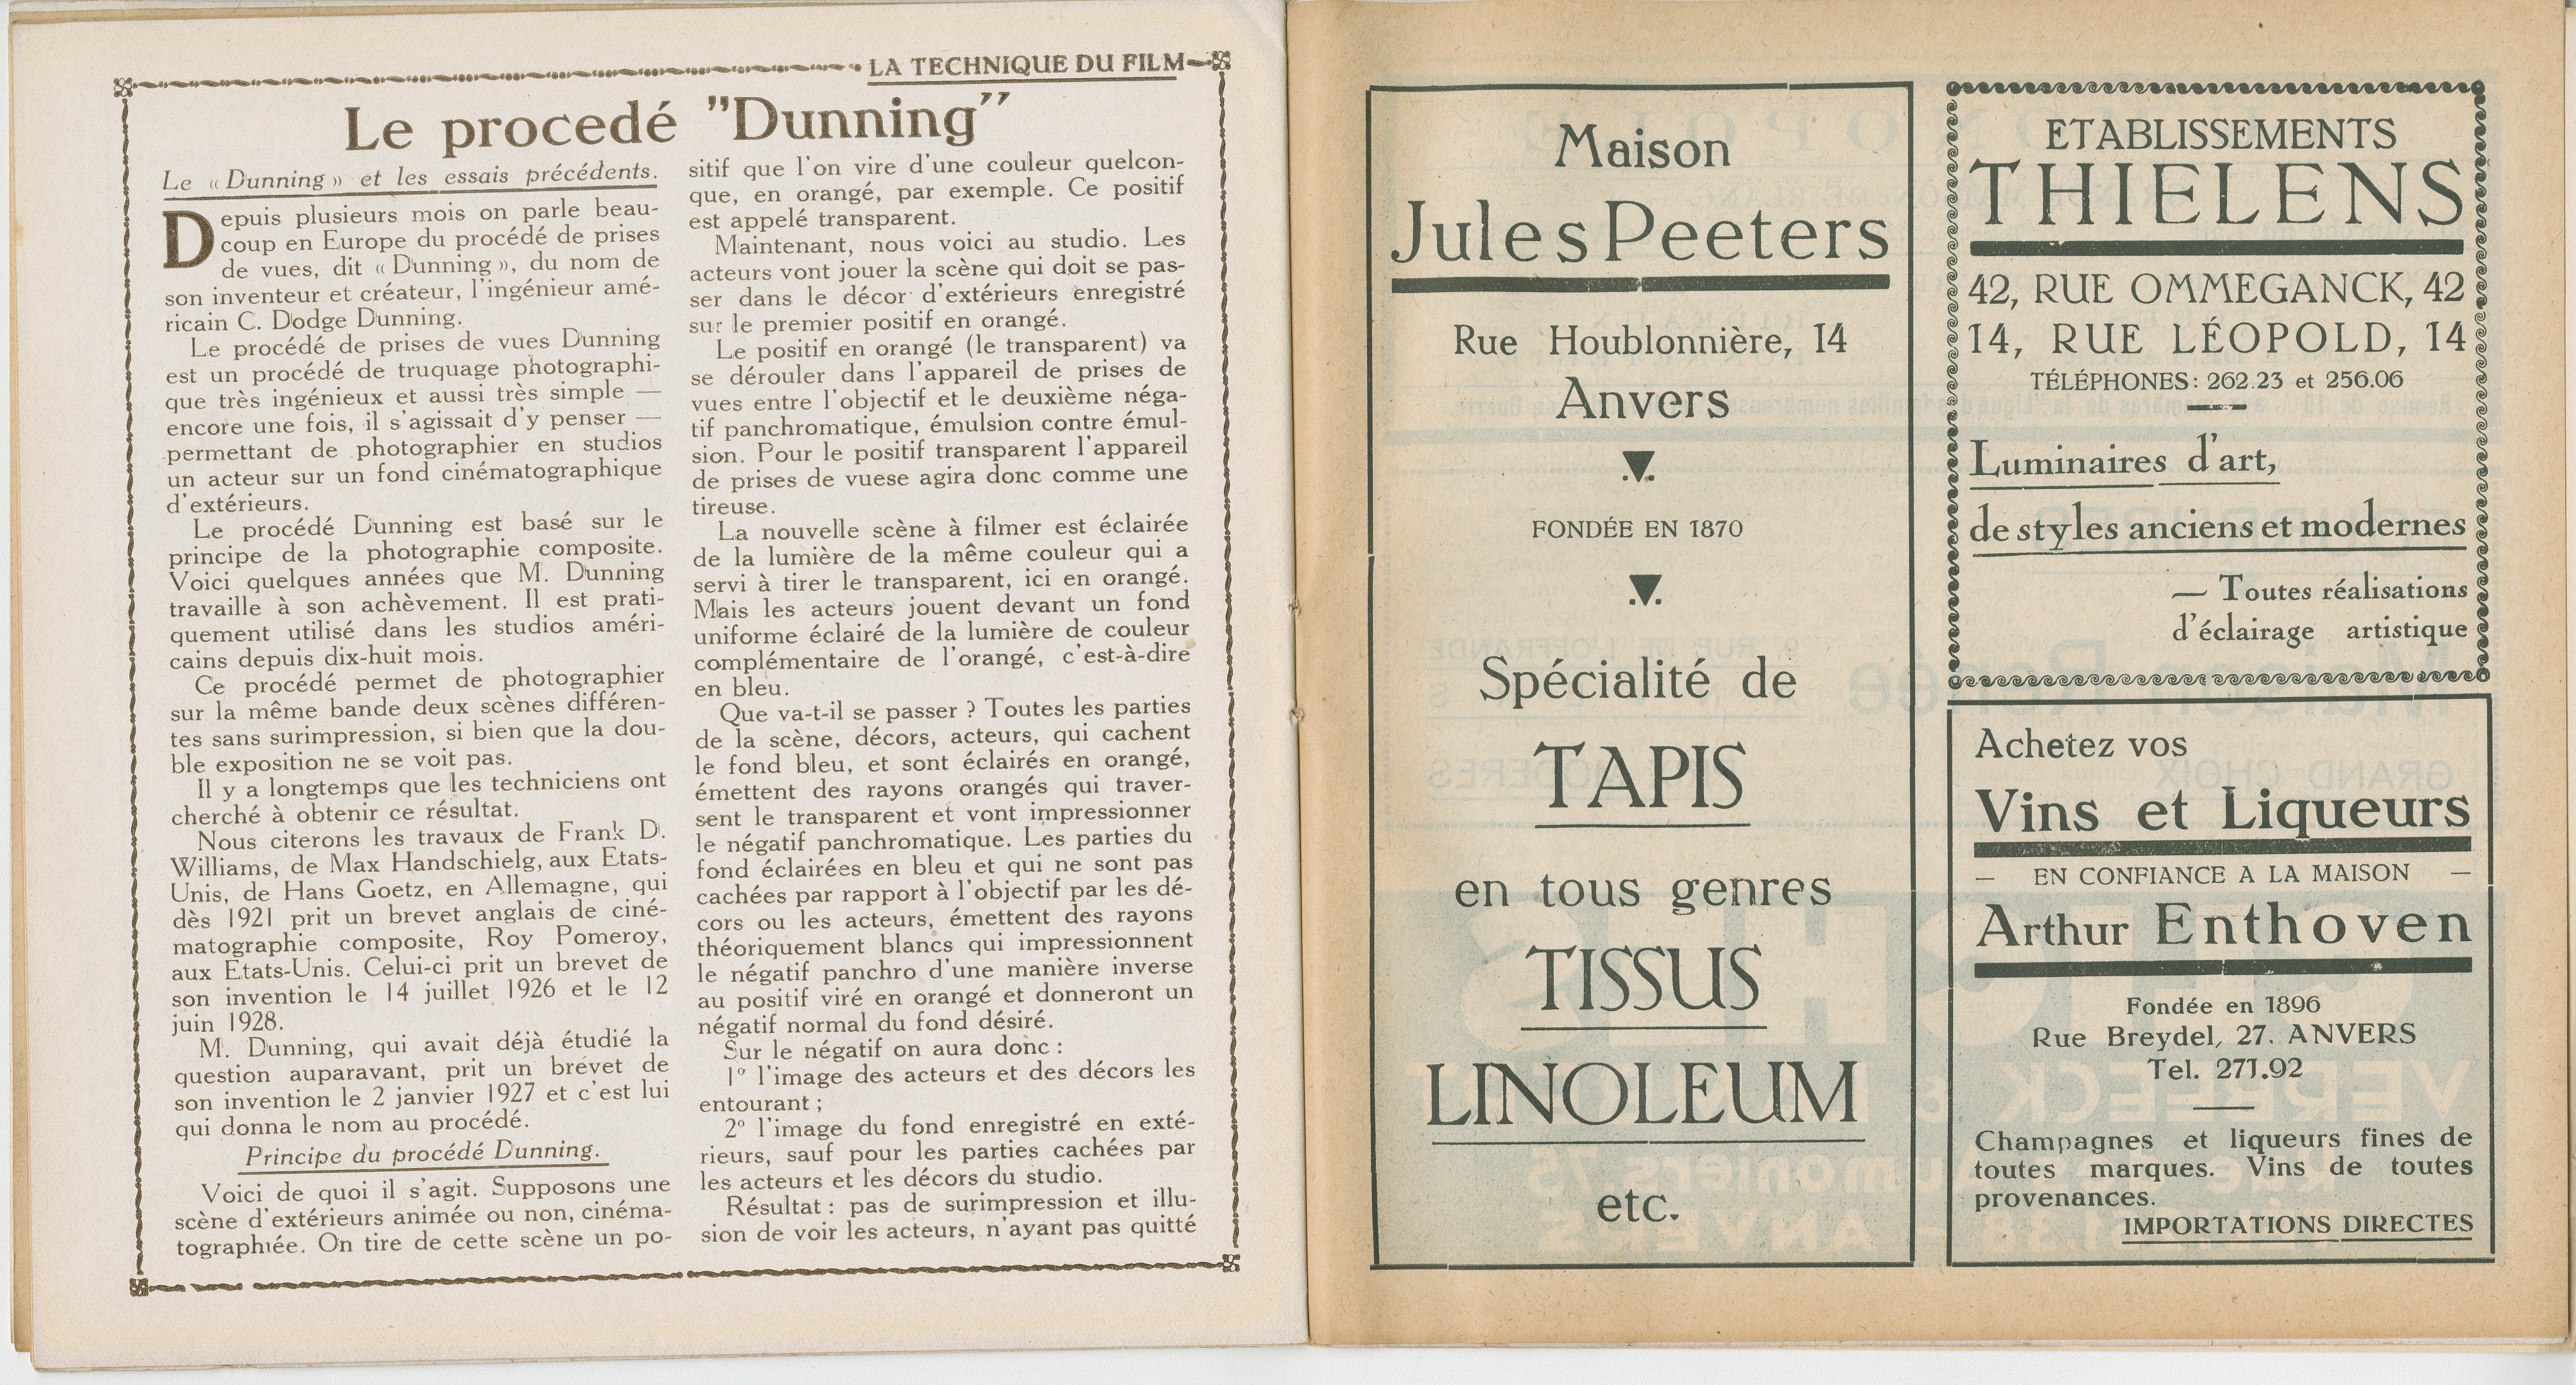 LA TECHNIQUE DU FILM
Le procedé "Dunning"
Le « Dunning » et les essais précédents.
Depuis plusieurs mois on parle beau-
coup en Europe du procédé de prises
de vues, dit « Dunning », du nom de
son inventeur et créateur, l'ingénieur amé-
ricain C. Dodge Dunning.
Le procédé de prises de vues Dunning
est un procédé de truquage photographi-
que très ingénieux et aussi très simple —
encore une fois, il s'agissait d'y penser —
permettant de photographier en studios
un acteur sur un fond cinématographique
d'extérieurs.
Le procédé Dunning est basé sur le
principe de la photographie composite.
Voici quelques années que M. Dunning
travaille à son achèvement. Il est prati-
quement utilisé dans les studios améri-
cains depuis dix-huit mois.
Ce procédé permet de photographier
sur la même bande deux scènes différen-
tes sans surimpression, si bien que la dou-
ble exposition ne se voit pas.
Il y a longtemps que les techniciens ont
cherché à obtenir ce résultat.
Nous citerons les travaux de Frank D.
Williams, de Max Handschielg, aux Etats-
Unis, de Hans Goetz, en Allemagne, qui
dès 1921 prit un brevet anglais de ciné-
matographie composite, Roy Pomeroy,
aux Etats-Unis. Celui-ci prit un brevet de
son invention le 14 juillet 1926 et le 12
juin 1928.
M. Dunning, qui avait déjà étudié la
question auparavant, prit un brevet de
son invention le 2 janvier 1927 et c'est lui
qui donna le nom au procédé.
Principe du procédé Dunning.
Voici de quoi il s'agit. Supposons une
scène d'extérieurs animée ou non, cinéma-
tographiée. On tire de cette scène un po-
sitif que l'on vire d'une couleur quelcon-
que, en orangé, par exemple. Ce positif
est appelé transparent.
Maintenant, nous voici au studio. Les
acteurs vont jouer la scène qui doit se pas-
ser dans le décor d'extérieurs enregistré
sur le premier positif en orangé.
Le positif en orangé (le transparent) va
se dérouler dans l'appareil de prises de
vues entre l'objectif et le deuxième néga-
tif panchromatique, émulsion contre émul-
sion. Pour le positif transparent l'appareil
de prises de vuese agira donc comme une
tireuse.
La nouvelle scène à filmer est éclairée
de la lumière de la même couleur qui a
servi à tirer le transparent, ici en orangé.
Mais les acteurs jouent devant un fond
uniforme éclairé de la lumière de couleur
complémentaire de l'orangé, c'est-à-dire
en bleu.
Que va-t-il se passer ? Toutes les parties
de la scène, décors, acteurs, qui cachent
le fond bleu, et sont éclairés en orangé,
émettent des rayons orangés qui traver-
sent le transparent et vont impressionner
le négatif panchromatique. Les parties du
fond éclairées en bleu et qui ne sont pas
cachées par rapport à l'objectif par les dé-
cors ou les acteurs, émettent des rayons
théoriquement blancs qui impressionnent
le négatif panchro d'une manière inverse
au positif viré en orangé et donneront un
négatif normal du fond désiré.
Sur le négatif on aura donc :
1° l'image des acteurs et des décors les
entourant ;
2° l'image du fond enregistré en exté-
rieurs, sauf pour les parties cachées par
les acteurs et les décors du studio.
Résultat : pas de surimpression et illu-
sion de voir les acteurs, n'ayant pas quitté
Maison
Jules Peeters
Rue Houblonnière, 14
Anvers
FONDÉE EN 1870
Spécialité de
TAPIS
en tous genres
TISSUS
LINOLEUM
etc.
ETABLISSEMENTS
THIELENS
42, RUE OMMEGANCK, 42
14, RUE LÉOPOLD, 14
TÉLÉPHONES : 262.23 et 256.06
Luminaires d'art,
de styles anciens et modernes
— Toutes réalisations
d'éclairage artistique
Achetez vos
Vins et Liqueurs
— EN CONFIANCE A LA MAISON —
Arthur Enthoven
Fondée en 1896
Rue Breydel, 27. ANVERS
Tel. 271.92
Champagnes et liqueurs fines de
toutes marques. Vins de toutes
provenances.
IMPORTATIONS DIRECTES